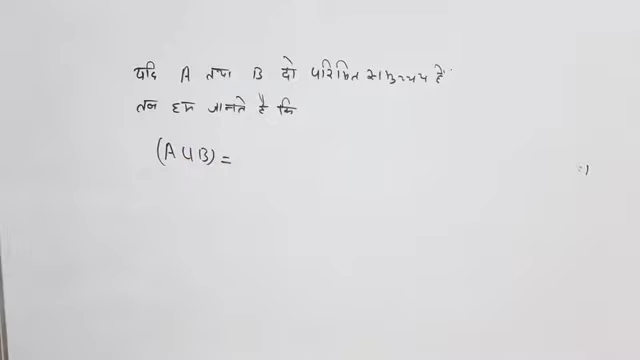 यदि A तथा B दो परिमित समुच्चय हैं
तब हम जानते है कि
(A ∪ B) =